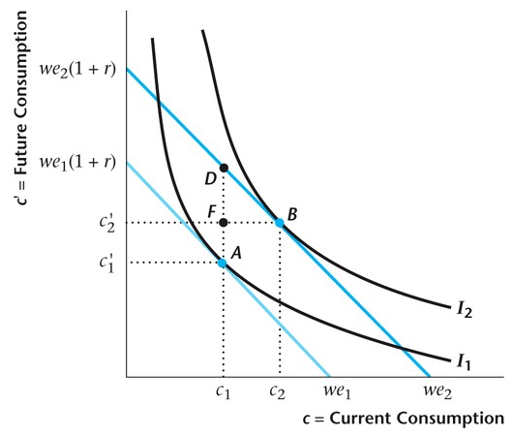 c' = Future Consumption
we₂(1 + r)
we₁(1 + r)
D
F
B
c'₂
A
c'₁
I₂
I₁
c₁
c₂
we₁
we₂
c = Current Consumption